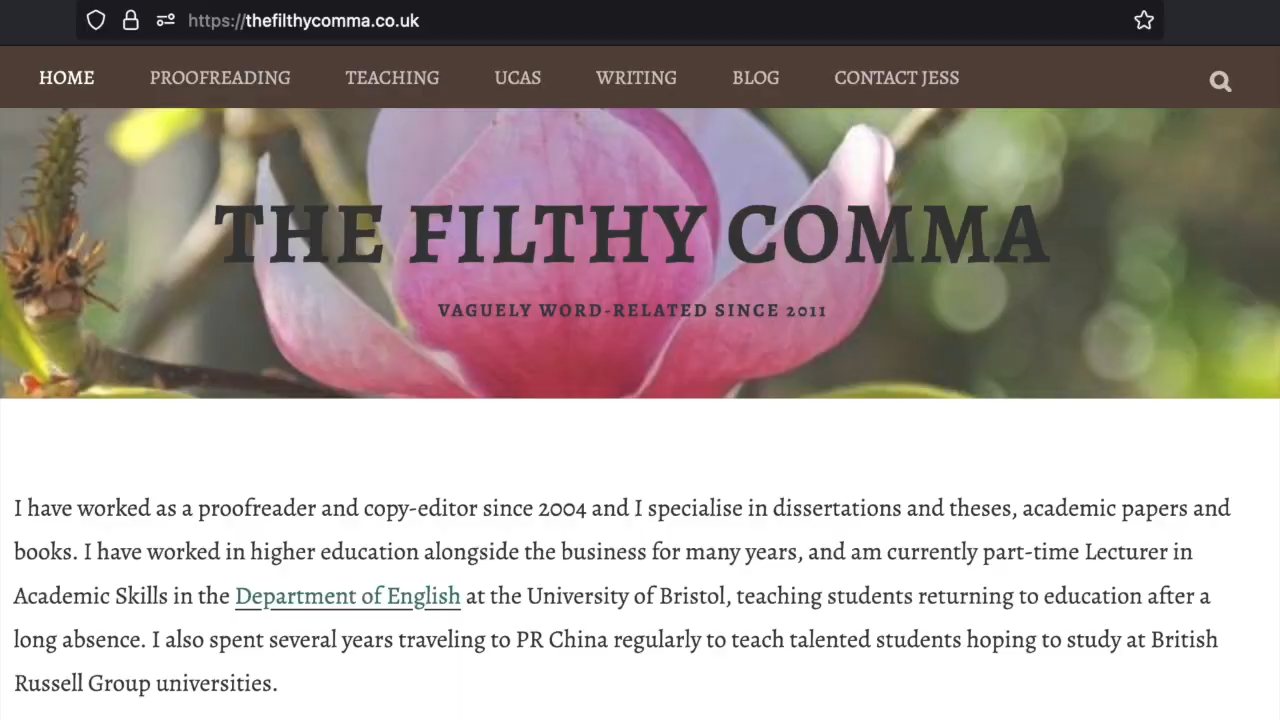 https://thefilthycomma.co.uk
HOME PROOFREADING TEACHING UCAS WRITING BLOG CONTACT JESS
THE FILTHY COMMA
VAGUELY WORD-RELATED SINCE 2011
I have worked as a proofreader and copy-editor since 2004 and I specialise in dissertations and theses, academic papers and
books. I have worked in higher education alongside the business for many years, and am currently part-time Lecturer in
Academic Skills in the Department of English at the University of Bristol, teaching students returning to education after a
long absence. I also spent several years traveling to PR China regularly to teach talented students hoping to study at British
Russell Group universities.